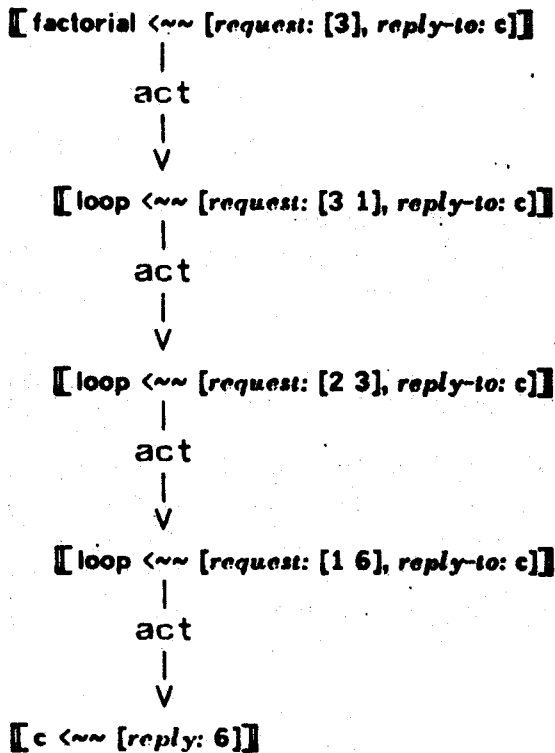 ⟦factorial <~~ [request: [3], reply-to: c]⟧
|
act
|
V
⟦loop <~~ [request: [3 1], reply-to: c]⟧
|
act
|
V
⟦loop <~~ [request: [2 3], reply-to: c]⟧
|
act
|
V
⟦loop <~~ [request: [1 6], reply-to: c]⟧
|
act
|
V
⟦c <~~ [reply: 6]⟧